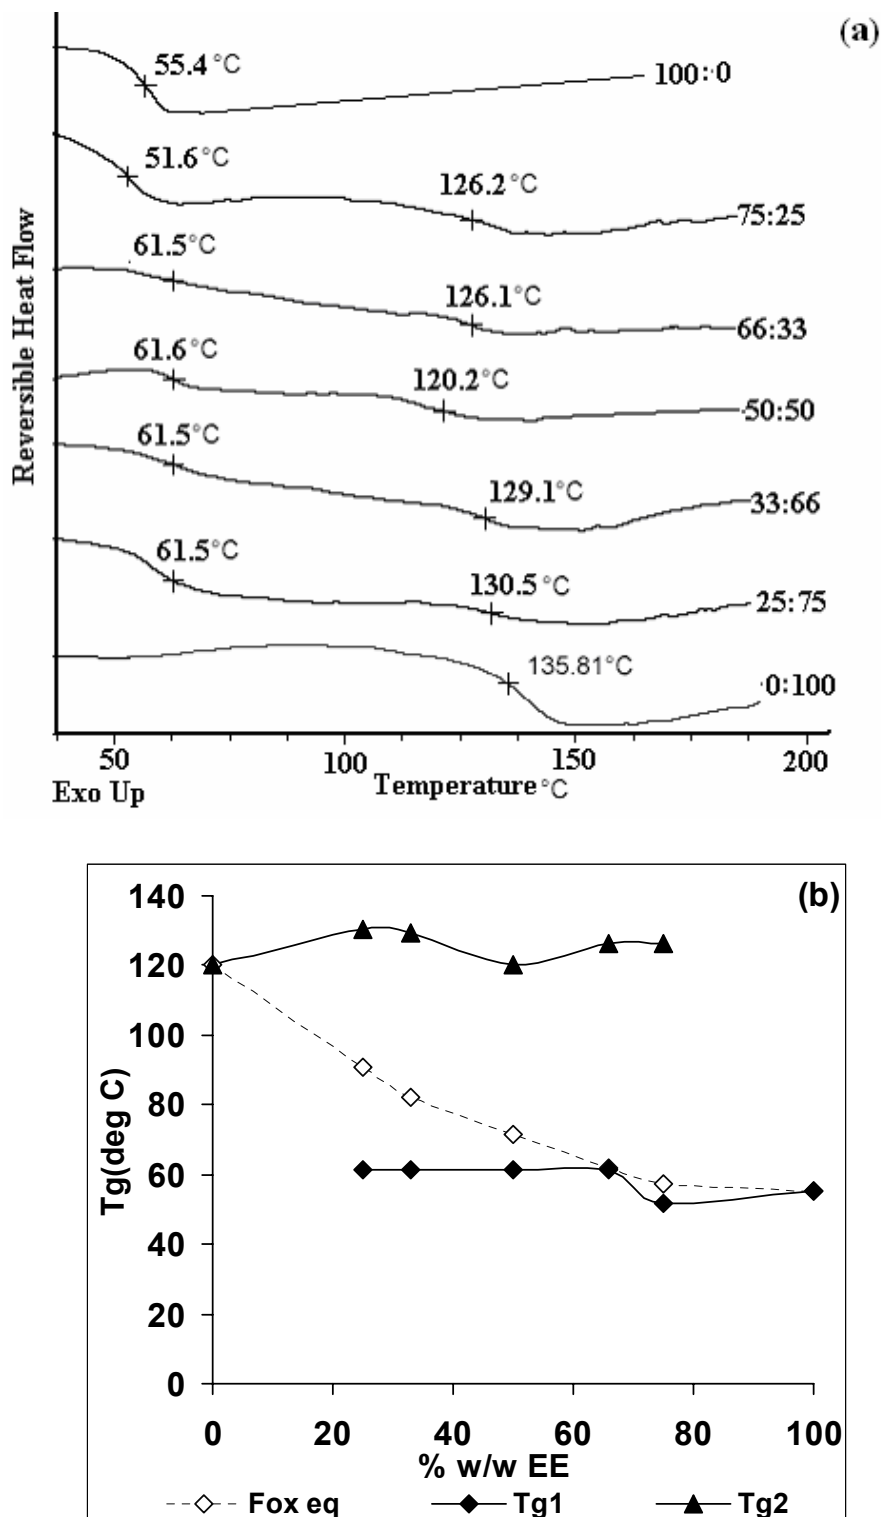 (a)
55.4°C
100:0
51.6°C
126.2°C
75:25
61.5°C
126.1°C
66:33
61.6°C
120.2°C
50:50
61.5°C
129.1°C
33:66
61.5°C
130.5°C
25:75
135.81°C
0:100
Reversible Heat Flow
50 100 150 200
Exo Up Temperature °C
(b)
140
120
100
80
60
40
20
0
Tg(deg C)
0 20 40 60 80 100
% w/w EE
Fox eq Tg1 Tg2